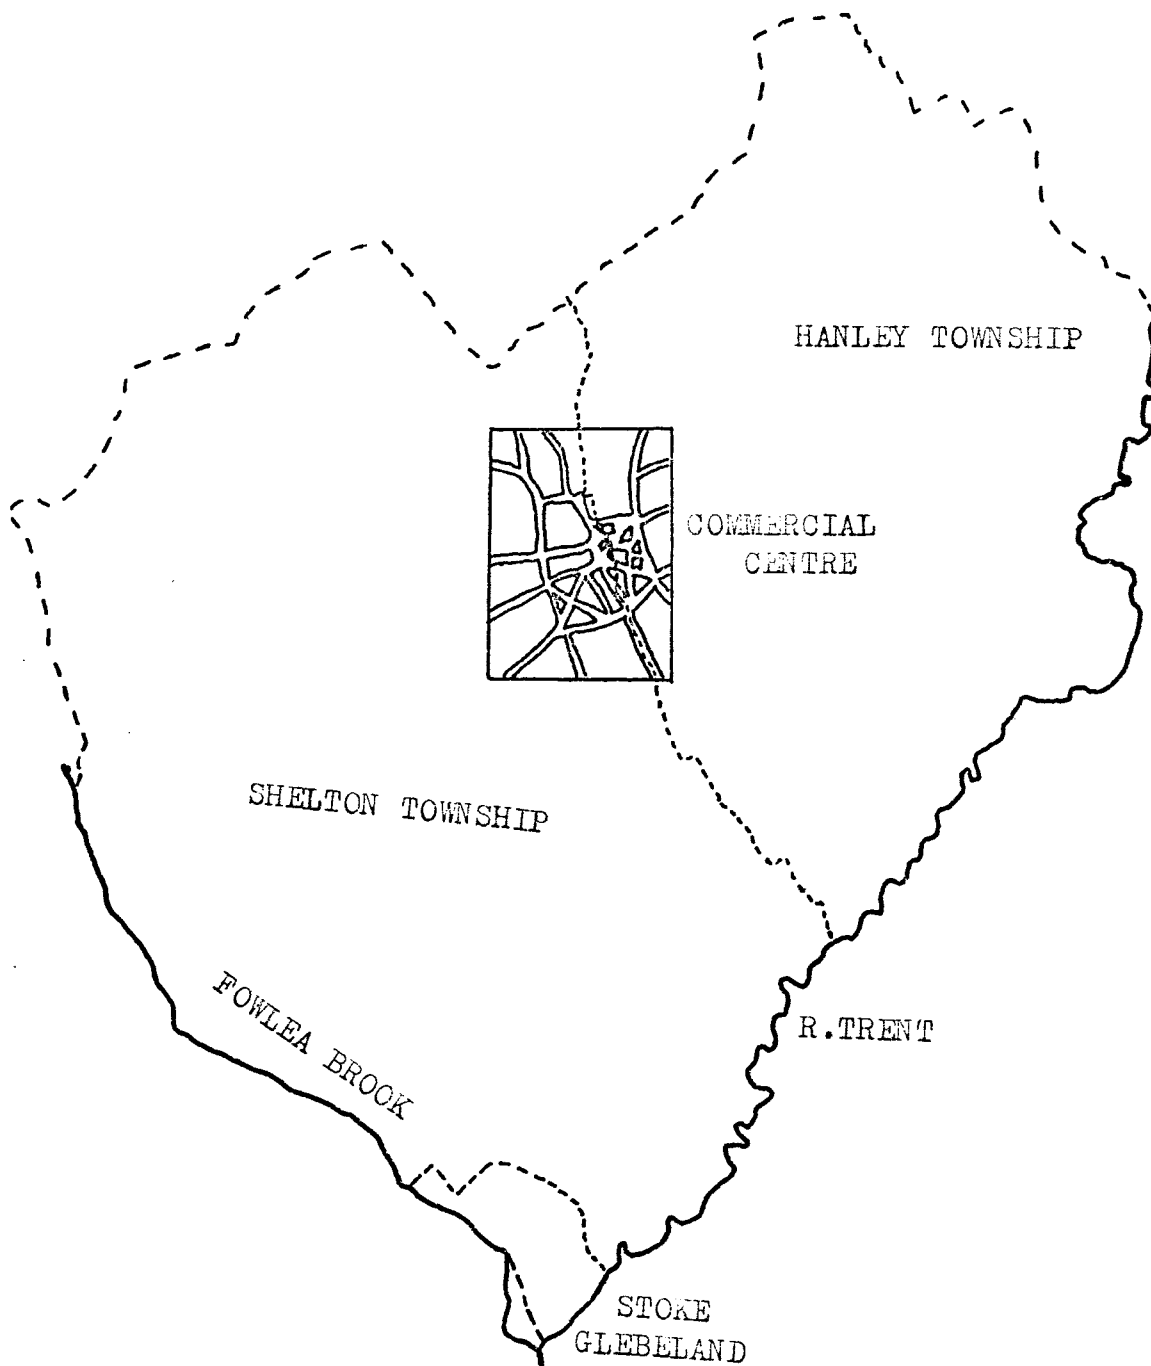 HANLEY TOWNSHIP
COMMERCIAL
CENTRE
SHELTON TOWNSHIP
FOWLEA BROOK
R.TRENT
STOKE
GLEBELAND